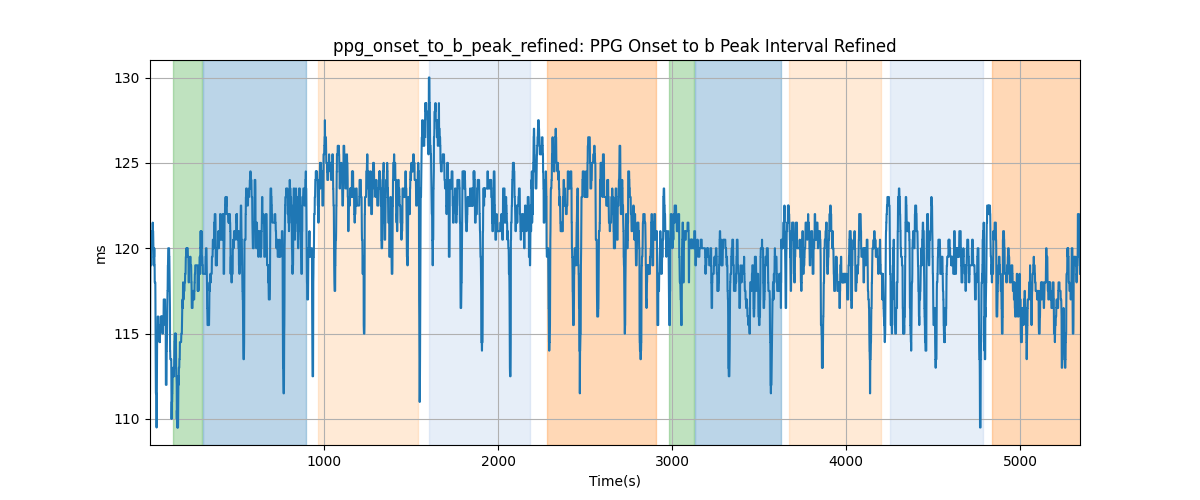 ppg_onset_to_b_peak_refined: PPG Onset to b Peak Interval Refined
130
125
120
115
110
ms
1000 2000 3000 4000 5000
Time(s)